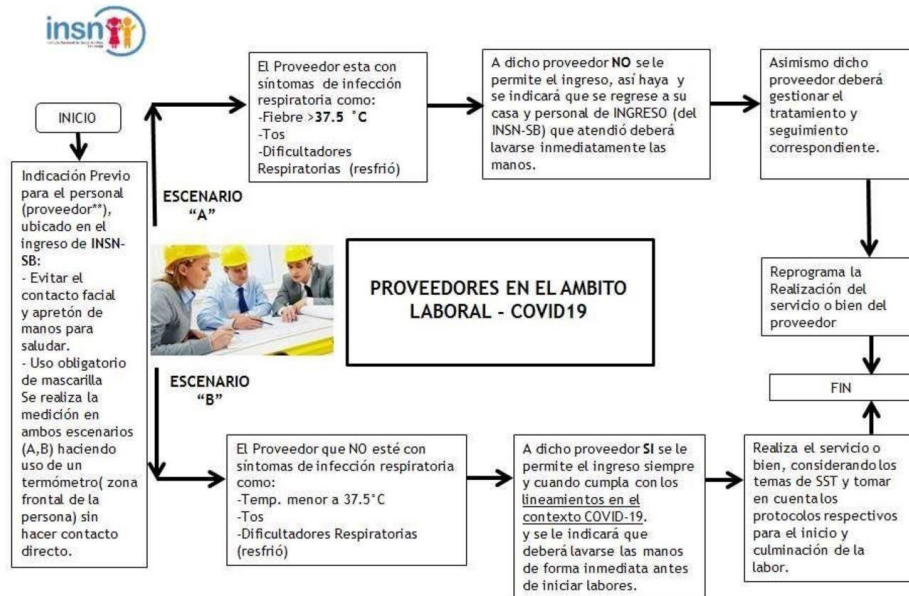 insn
INICIO
Indicación Previo
para el personal
(proveedor**),
ubicado en el
ingreso de INSN-
SB:
- Evitar el
contacto facial
y apretón de
manos para
saludar.
- Uso obligatorio
de mascarilla
Se realiza la
medición en
ambos escenarios
(A,B) haciendo
uso de un
termómetro( zona
frontal de la
persona) sin
hacer contacto
directo.
ESCENARIO
"A"
El Proveedor esta con
síntomas de infección
respiratoria como:
-Fiebre >37.5 °C
-Tos
-Dificultadores
Respiratorias (resfrió)
A dicho proveedor NO se le
permite el ingreso, así haya y
se indicará que se regrese a su
casa y personal de INGRESO (del
INSN-SB) que atendió deberá
lavarse inmediatamente las
manos.
Asimismo dicho
proveedor deberá
gestionar el
tratamiento y
seguimiento
correspondiente.
Reprograma la
Realización del
servicio o bien del
proveedor
PROVEEDORES EN EL AMBITO
LABORAL - COVID19
ESCENARIO
"B"
El Proveedor que NO esté con
síntomas de infección respiratoria
como:
-Temp. menor a 37.5°C
-Tos
-Dificultadores Respiratorias
(resfrió)
A dicho proveedor SI se le
permite el ingreso siempre
y cuando cumpla con los
lineamientos en el
contexto COVID-19.
y se le indicará que
deberá lavarse las manos
de forma inmediata antes
de iniciar labores.
Realiza el servicio o
bien, considerando los
temas de SST y tomar
en cuenta los
protocolos respectivos
para el inicio y
culminación de la
labor.
FIN